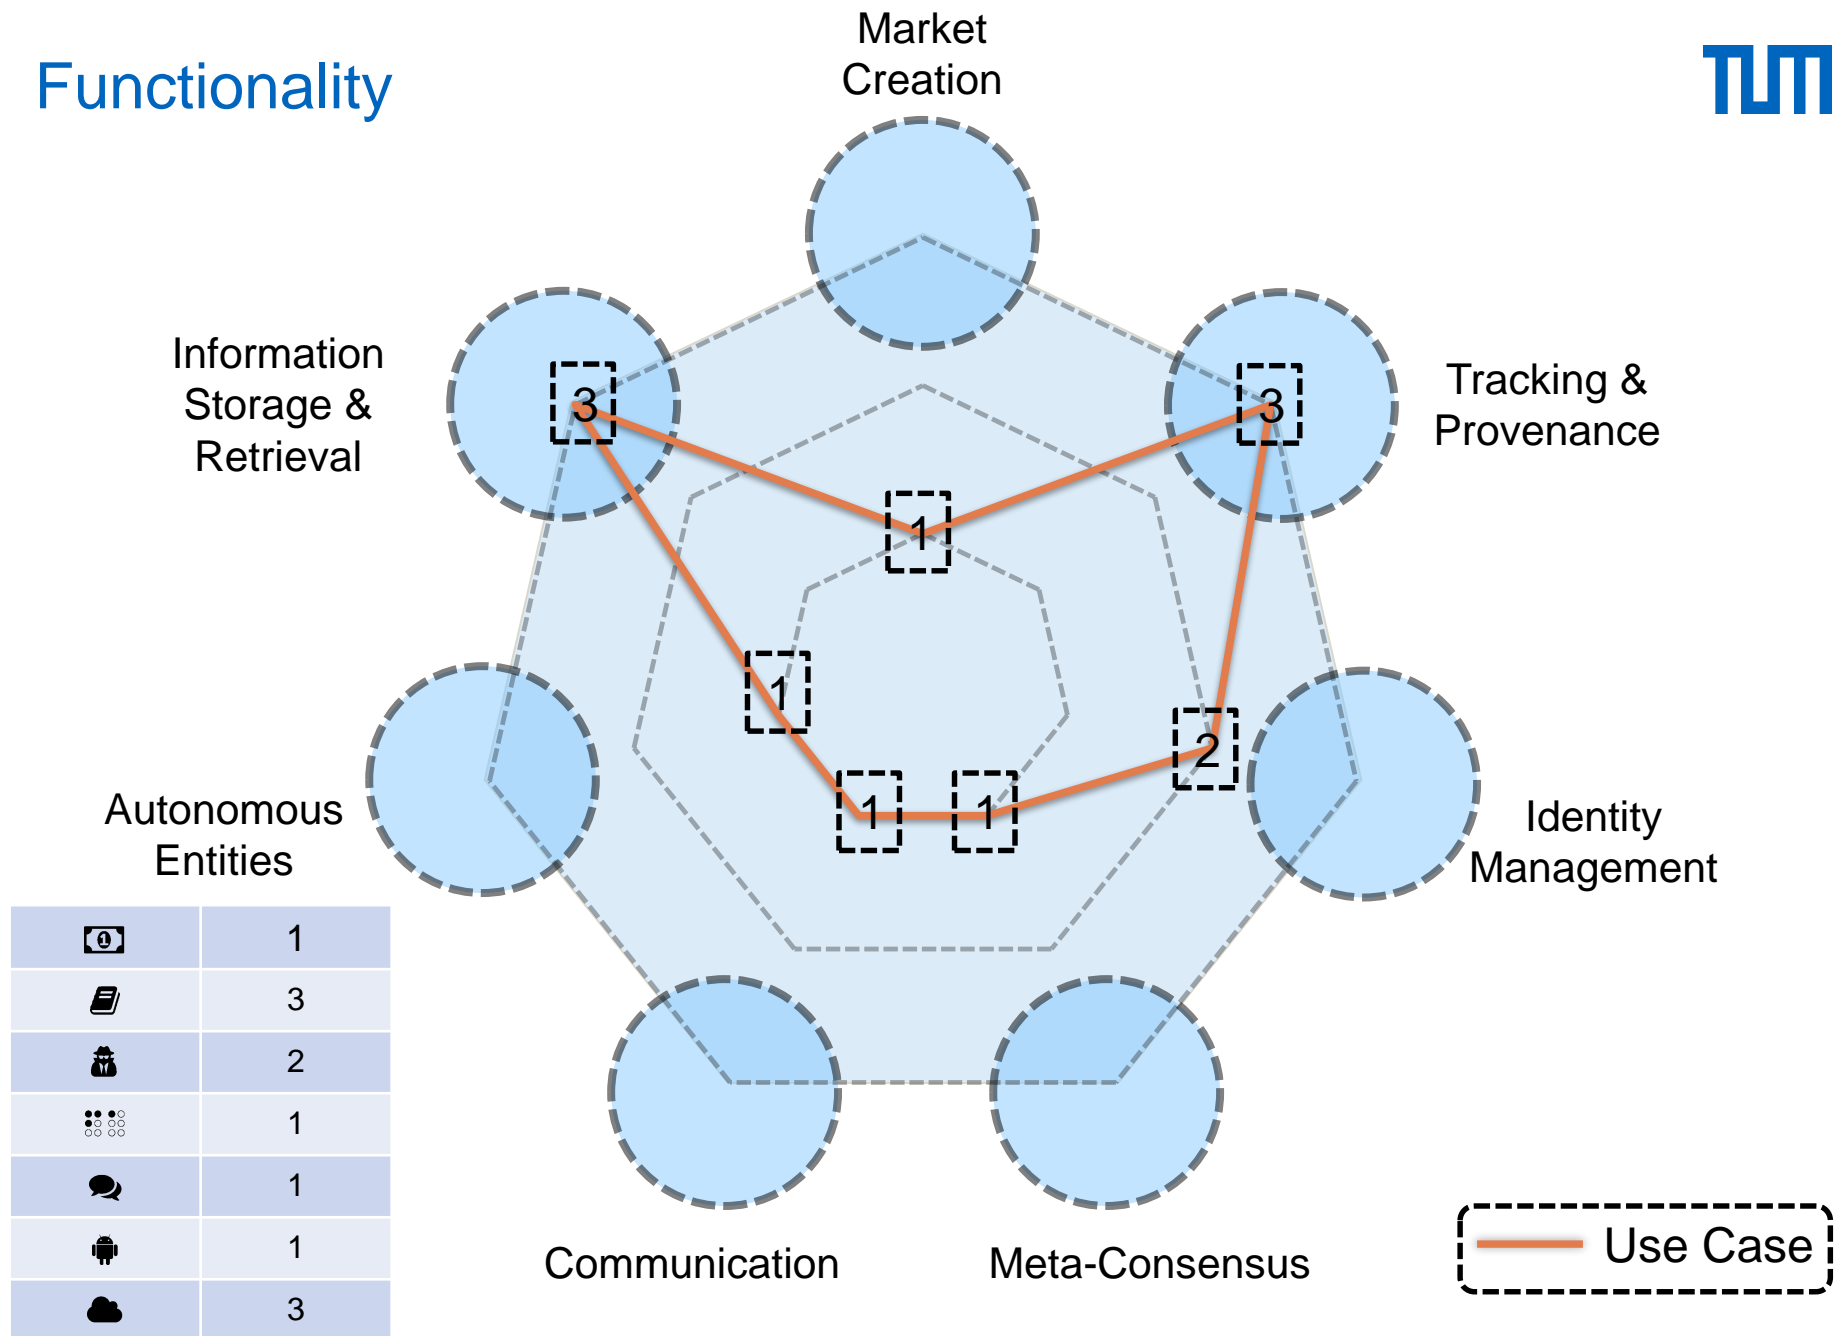 Functionality
TUM
Market
Creation
Information
Storage &
Retrieval
Tracking &
Provenance
3
3
1
1
2
1
1
Autonomous
Entities
Identity
Management
1
3
2
1
1
1
3
Communication
Meta-Consensus
Use Case